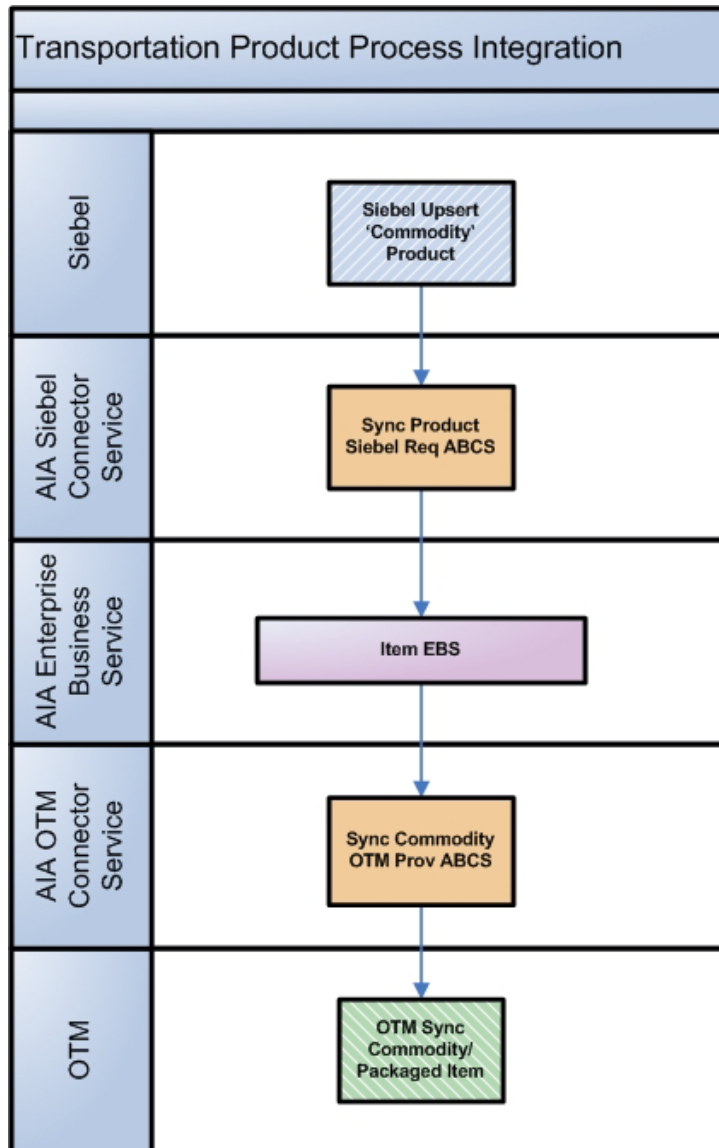 Transportation Product Process Integration
Siebel
Siebel Upsert
‘Commodity’
Product
AIA Siebel
Connector
Service
Sync Product
Siebel Req ABCS
AIA Enterprise
Business
Service
Item EBS
AIA OTM
Connector
Service
Sync Commodity
OTM Prov ABCS
OTM
OTM Sync
Commodity/
Packaged Item